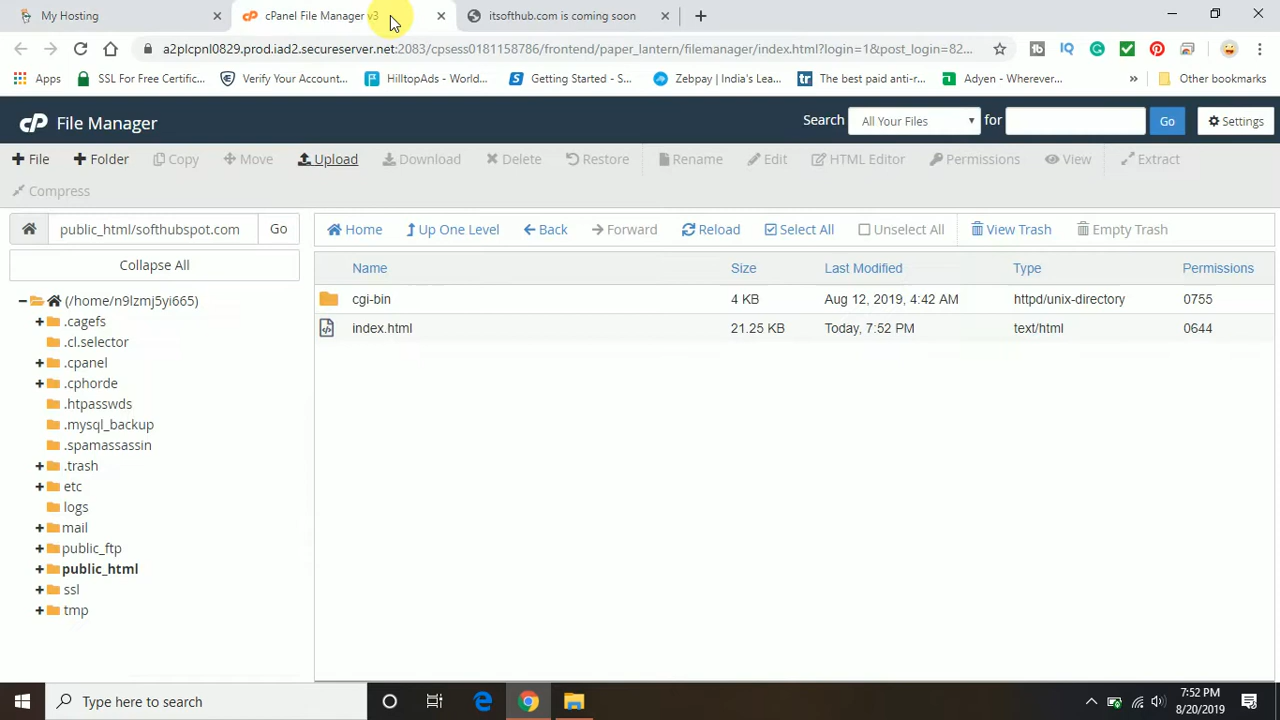 My Hosting
cPanel File Manager v3
itsofthub.com is coming soon
a2plcpnl0829.prod.iad2.secureserver.net:2083/cpsess0181158786/frontend/paper_lantern/filemanager/index.html?login=1&post_login=82...
Apps
SSL For Free Certific...
Verify Your Account...
HilltopAds - World...
Getting Started - S...
Zebpay | India's Lea...
The best paid anti-r...
Adyen - Wherever...
»
Other bookmarks
cP File Manager
Search All Your Files for Go Settings
File Folder Copy Move Upload Download Delete Restore Rename Edit HTML Editor Permissions View Extract
Compress
public_html/softhubspot.com Go
Home Up One Level Back Forward Reload Select All Unselect All View Trash Empty Trash
Collapse All
Name Size Last Modified Type Permissions
cgi-bin 4 KB Aug 12, 2019, 4:42 AM httpd/unix-directory 0755
index.html 21.25 KB Today, 7:52 PM text/html 0644
(/home/n9lzmj5yi665)
.cagefs
.cl.selector
.cpanel
.cphorde
.htpasswds
.mysql_backup
.spamassassin
.trash
etc
logs
mail
public_ftp
public_html
ssl
tmp
Type here to search
7:52 PM
8/20/2019